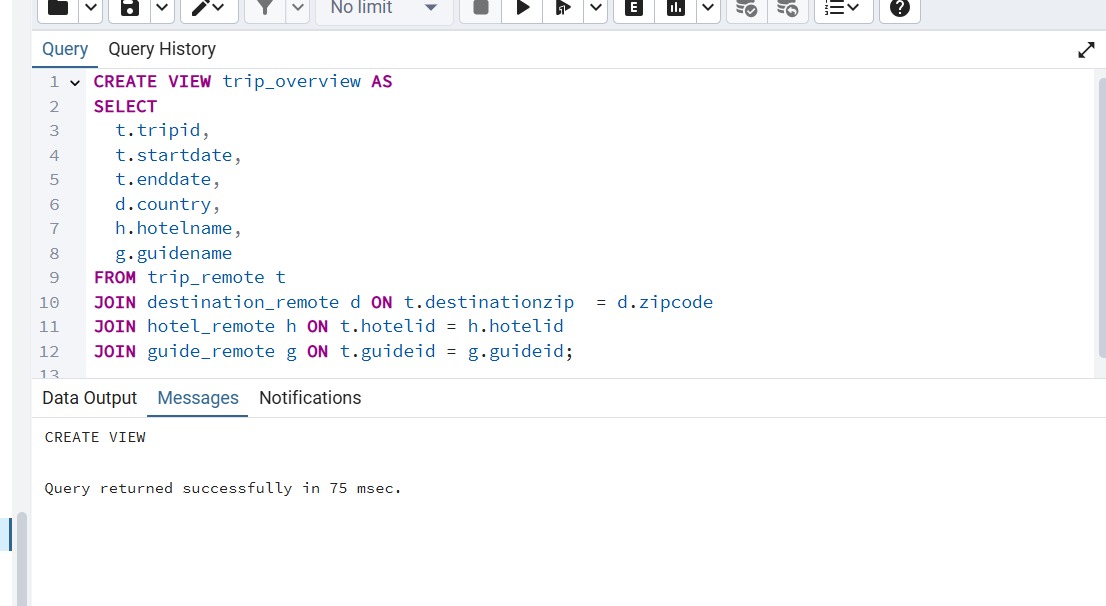 No limit
E
Query Query History
1 CREATE VIEW trip_overview AS
2 SELECT
3 t.tripid,
4 t.startdate,
5 t.enddate,
6 d.country,
7 h.hotelname,
8 g.guidename
9 FROM trip_remote t
10 JOIN destination_remote d ON t.destinationzip  = d.zipcode
11 JOIN hotel_remote h ON t.hotelid = h.hotelid
12 JOIN guide_remote g ON t.guideid = g.guideid;
13
Data Output Messages Notifications
CREATE VIEW
Query returned successfully in 75 msec.